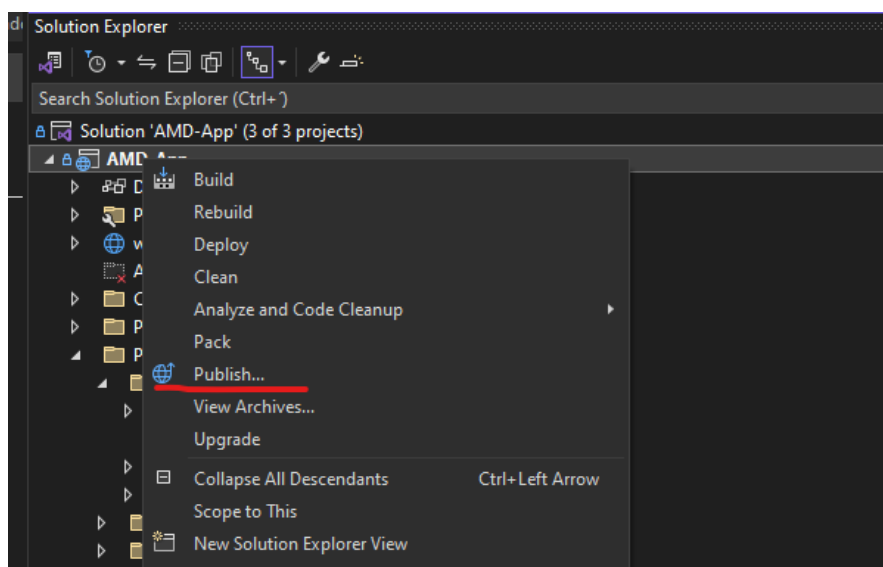 Solution Explorer
Search Solution Explorer (Ctrl+ˆ)
Solution 'AMD-App' (3 of 3 projects)
AMD-App
Build
Rebuild
Deploy
Clean
Analyze and Code Cleanup
Pack
Publish...
View Archives...
Upgrade
Collapse All Descendants Ctrl+Left Arrow
Scope to This
New Solution Explorer View